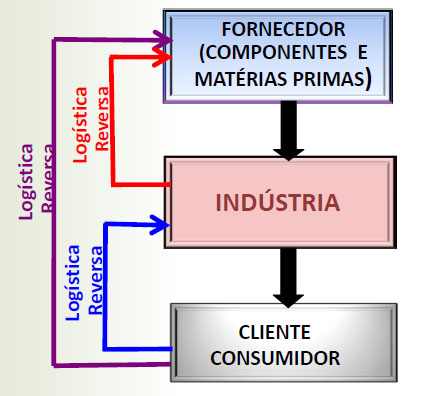 FORNECEDOR
(COMPONENTES E
MATÉRIAS PRIMAS)
Logística
Reversa
Logística
Reversa
INDÚSTRIA
Logística
Reversa
CLIENTE
CONSUMIDOR